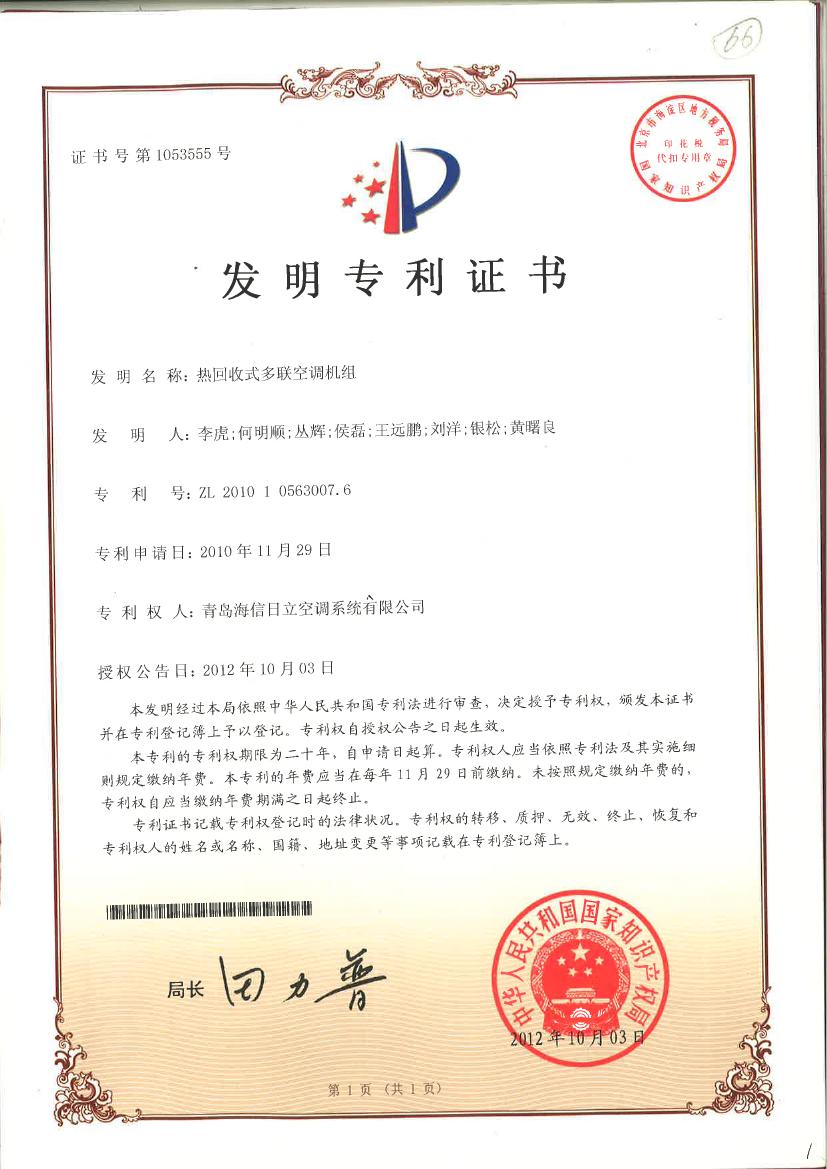 66
证书号第1053555号
北京市海淀区地方税务局
印花税
代扣专用章
国家知识产权局
发明专利证书
发明名称：热回收式多联空调机组
发明人：李虎;何明顺;丛辉;侯磊;王远鹏;刘洋;银松;黄曙良
专利号：ZL 2010 1 0563007.6
专利申请日：2010年11月29日
专利权人：青岛海信日立空调系统有限公司
授权公告日：2012年10月03日
本发明经过本局依照中华人民共和国专利法进行审查，决定授予专利权，颁发本证书
并在专利登记簿上予以登记。专利权自授权公告之日起生效。
本专利的专利权期限为二十年，自申请日起算。专利权人应当依照专利法及其实施细
则规定缴纳年费。本专利的年费应当在每年11月29日前缴纳。未按照规定缴纳年费的，
专利权自应当缴纳年费期满之日起终止。
专利证书记载专利权登记时的法律状况。专利权的转移、质押、无效、终止、恢复和
专利权人的姓名或名称、国籍、地址变更等事项记载在专利登记簿上。
局长 田力普
中华人民共和国国家知识产权局
2012年10月03日
第1页（共1页）
1